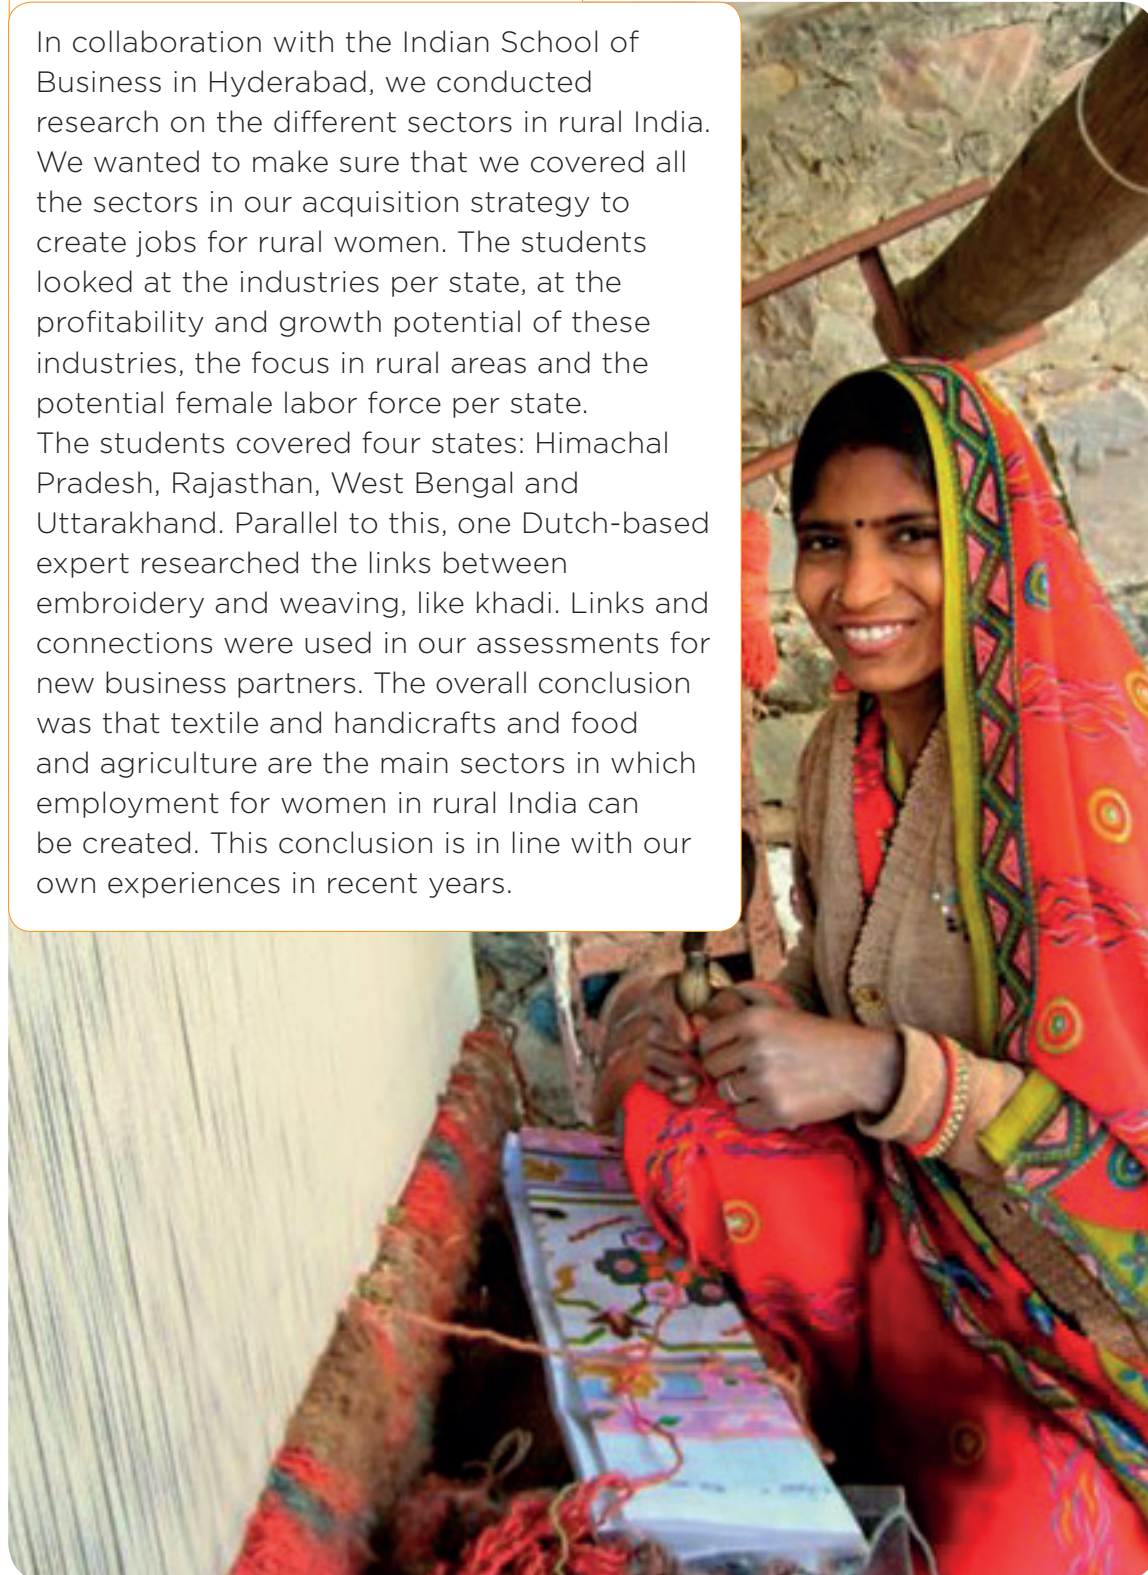 In collaboration with the Indian School of
Business in Hyderabad, we conducted
research on the different sectors in rural India.
We wanted to make sure that we covered all
the sectors in our acquisition strategy to
create jobs for rural women. The students
looked at the industries per state, at the
profitability and growth potential of these
industries, the focus in rural areas and the
potential female labor force per state.
The students covered four states: Himachal
Pradesh, Rajasthan, West Bengal and
Uttarakhand. Parallel to this, one Dutch-based
expert researched the links between
embroidery and weaving, like khadi. Links and
connections were used in our assessments for
new business partners. The overall conclusion
was that textile and handicrafts and food
and agriculture are the main sectors in which
employment for women in rural India can
be created. This conclusion is in line with our
own experiences in recent years.